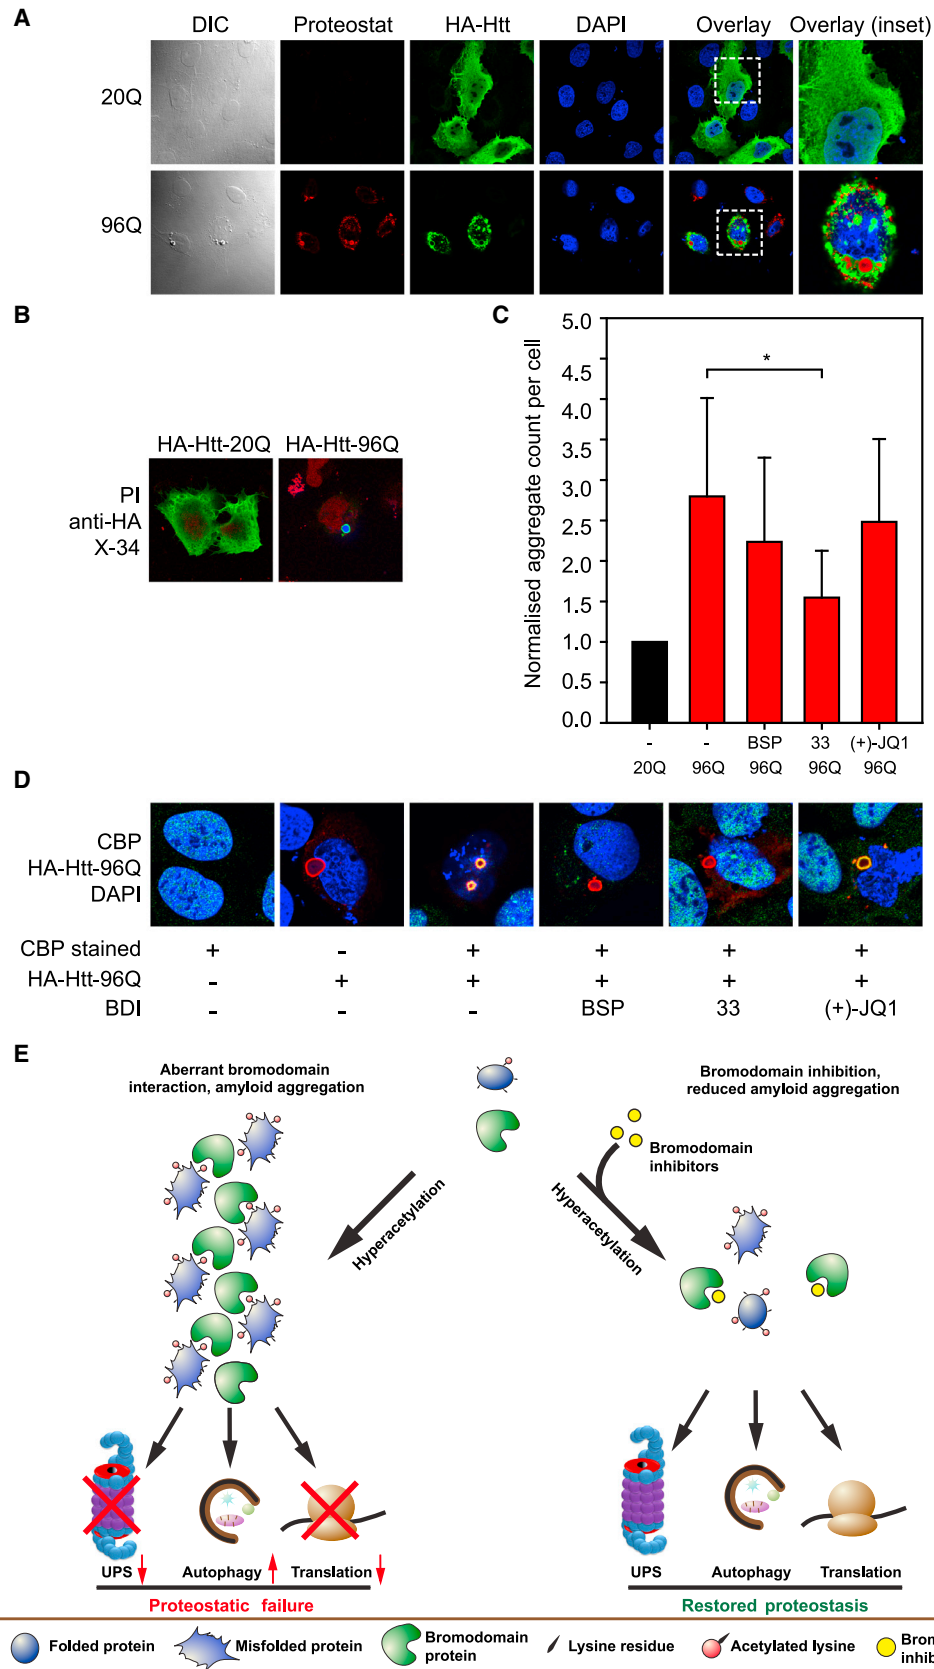 A
DIC Proteostat HA-Htt DAPI Overlay Overlay (inset)
20Q
96Q
B
HA-Htt-20Q HA-Htt-96Q
PI
anti-HA
X-34
C
Normalised aggregate count per cell
5.0
4.5
4.0
3.5
3.0
2.5
2.0
1.5
1.0
0.5
0.0
*
- - BSP 33 (+)-JQ1
20Q 96Q 96Q 96Q 96Q
D
CBP
HA-Htt-96Q
DAPI
CBP stained + - + + + +
HA-Htt-96Q - + + + + +
BDI - - - BSP 33 (+)-JQ1
E
Aberrant bromodomain
interaction, amyloid aggregation
Bromodomain inhibition,
reduced amyloid aggregation
Bromodomain
inhibitors
Hyperacetylation
Hyperacetylation
UPS Autophagy Translation
Proteostatic failure
UPS Autophagy Translation
Restored proteostasis
Folded protein
Misfolded protein
Bromodomain
protein
Lysine residue
Acetylated lysine
Brom
inhib